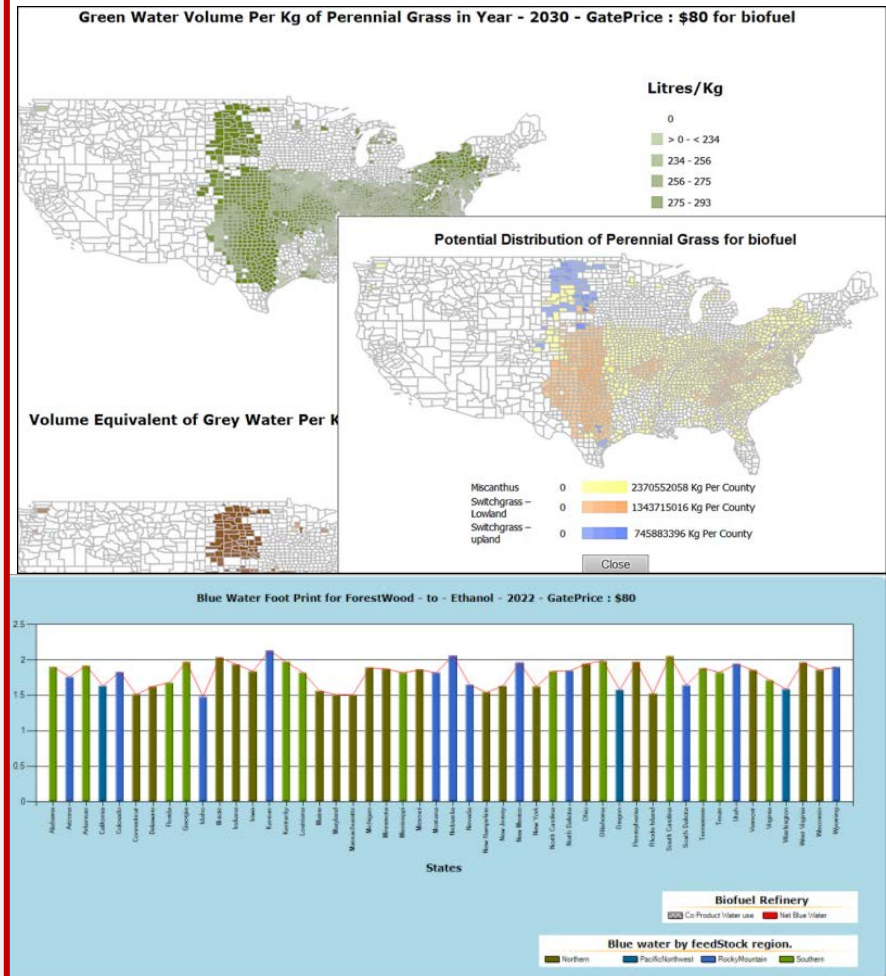 Green Water Volume Per Kg of Perennial Grass in Year - 2030 - GatePrice : $80 for biofuel
Litres/Kg
0
> 0 - < 234
234 - 256
256 - 275
275 - 293
Potential Distribution of Perennial Grass for biofuel
Volume Equivalent of Grey Water Per K
Miscanthus 0 2370552058 Kg Per County
Switchgrass –
Lowland 0 1343715016 Kg Per County
Switchgrass –
upland 0 745883396 Kg Per County
Close
Blue Water Foot Print for ForestWood - to - Ethanol - 2022 - GatePrice : $80
2.5
2
1.5
1
0.5
0
Alabama
Arizona
Arkansas
California
Colorado
Connecticut
Delaware
Florida
Georgia
Idaho
Illinois
Indiana
Iowa
Kansas
Kentucky
Louisiana
Maine
Maryland
Massachusetts
Michigan
Minnesota
Mississippi
Missouri
Montana
Nebraska
Nevada
New Hampshire
New Jersey
New Mexico
New York
North Carolina
North Dakota
Ohio
Oklahoma
Oregon
Pennsylvania
Rhode Island
South Carolina
South Dakota
Tennessee
Texas
Utah
Vermont
Virginia
Washington
West Virginia
Wisconsin
Wyoming
States
Biofuel Refinery
Co Product Water use Net Blue Water
Blue water by feedStock region.
Northern PacificNorthwest RockyMountain Southern